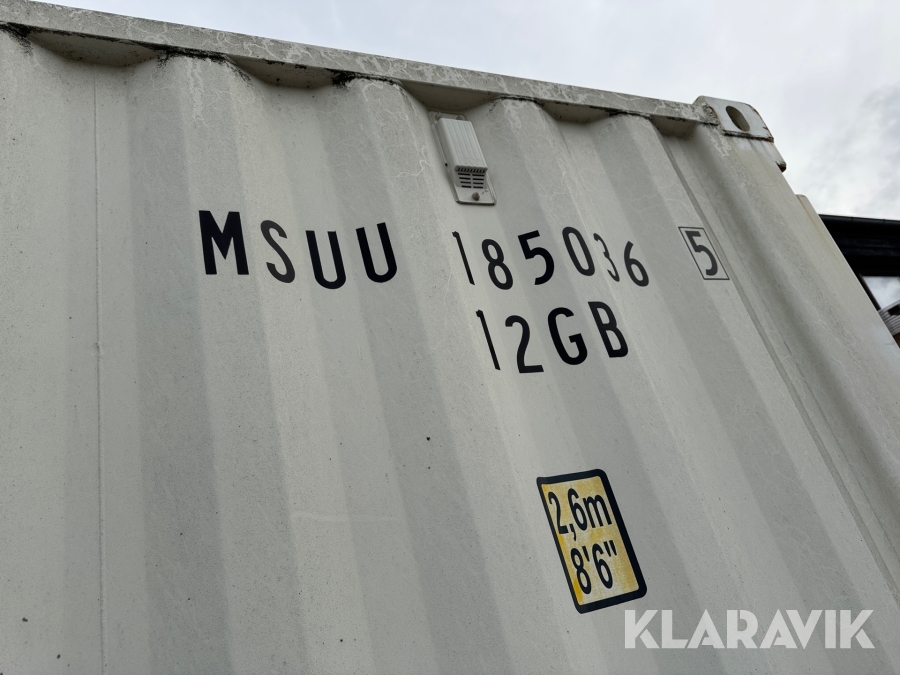 MSUU 185036 5
12GB
2,6m
8'6"
KLARAVIK